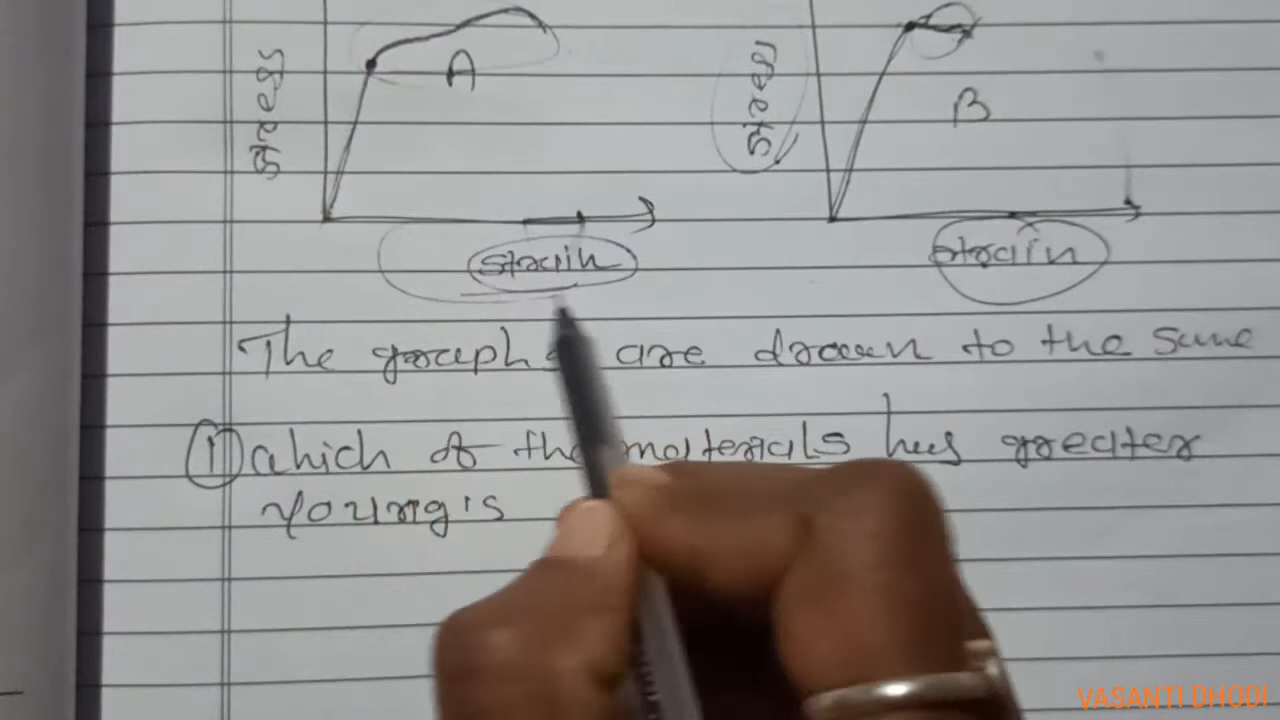 stress
A
stress
B
strain
strain
The graphs are drawn to the same
① which of the materials has greater
young's
VASANTI DHODI